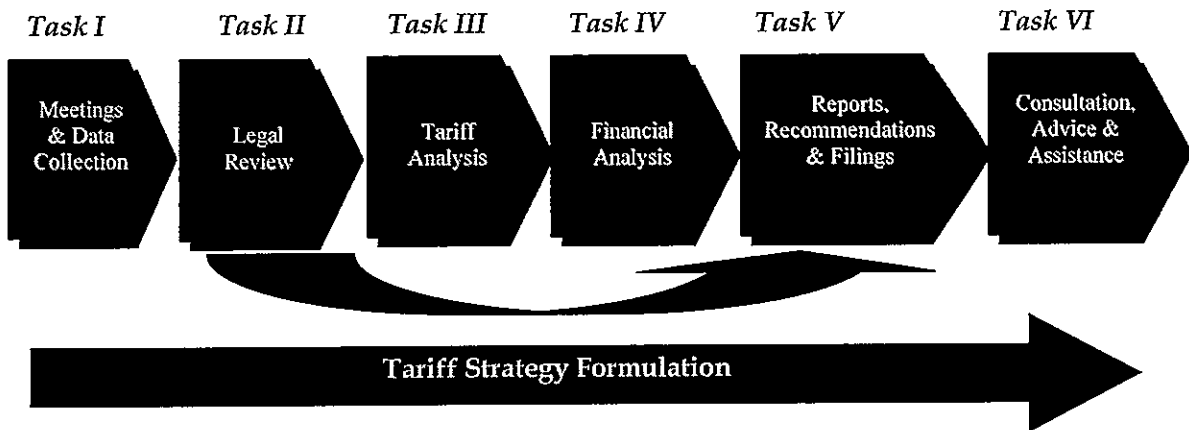 Task I
Task II
Task III
Task IV
Task V
Task VI
Meetings
& Data
Collection
Legal
Review
Tariff
Analysis
Financial
Analysis
Reports,
Recommendations
& Filings
Consultation,
Advice &
Assistance
Tariff Strategy Formulation